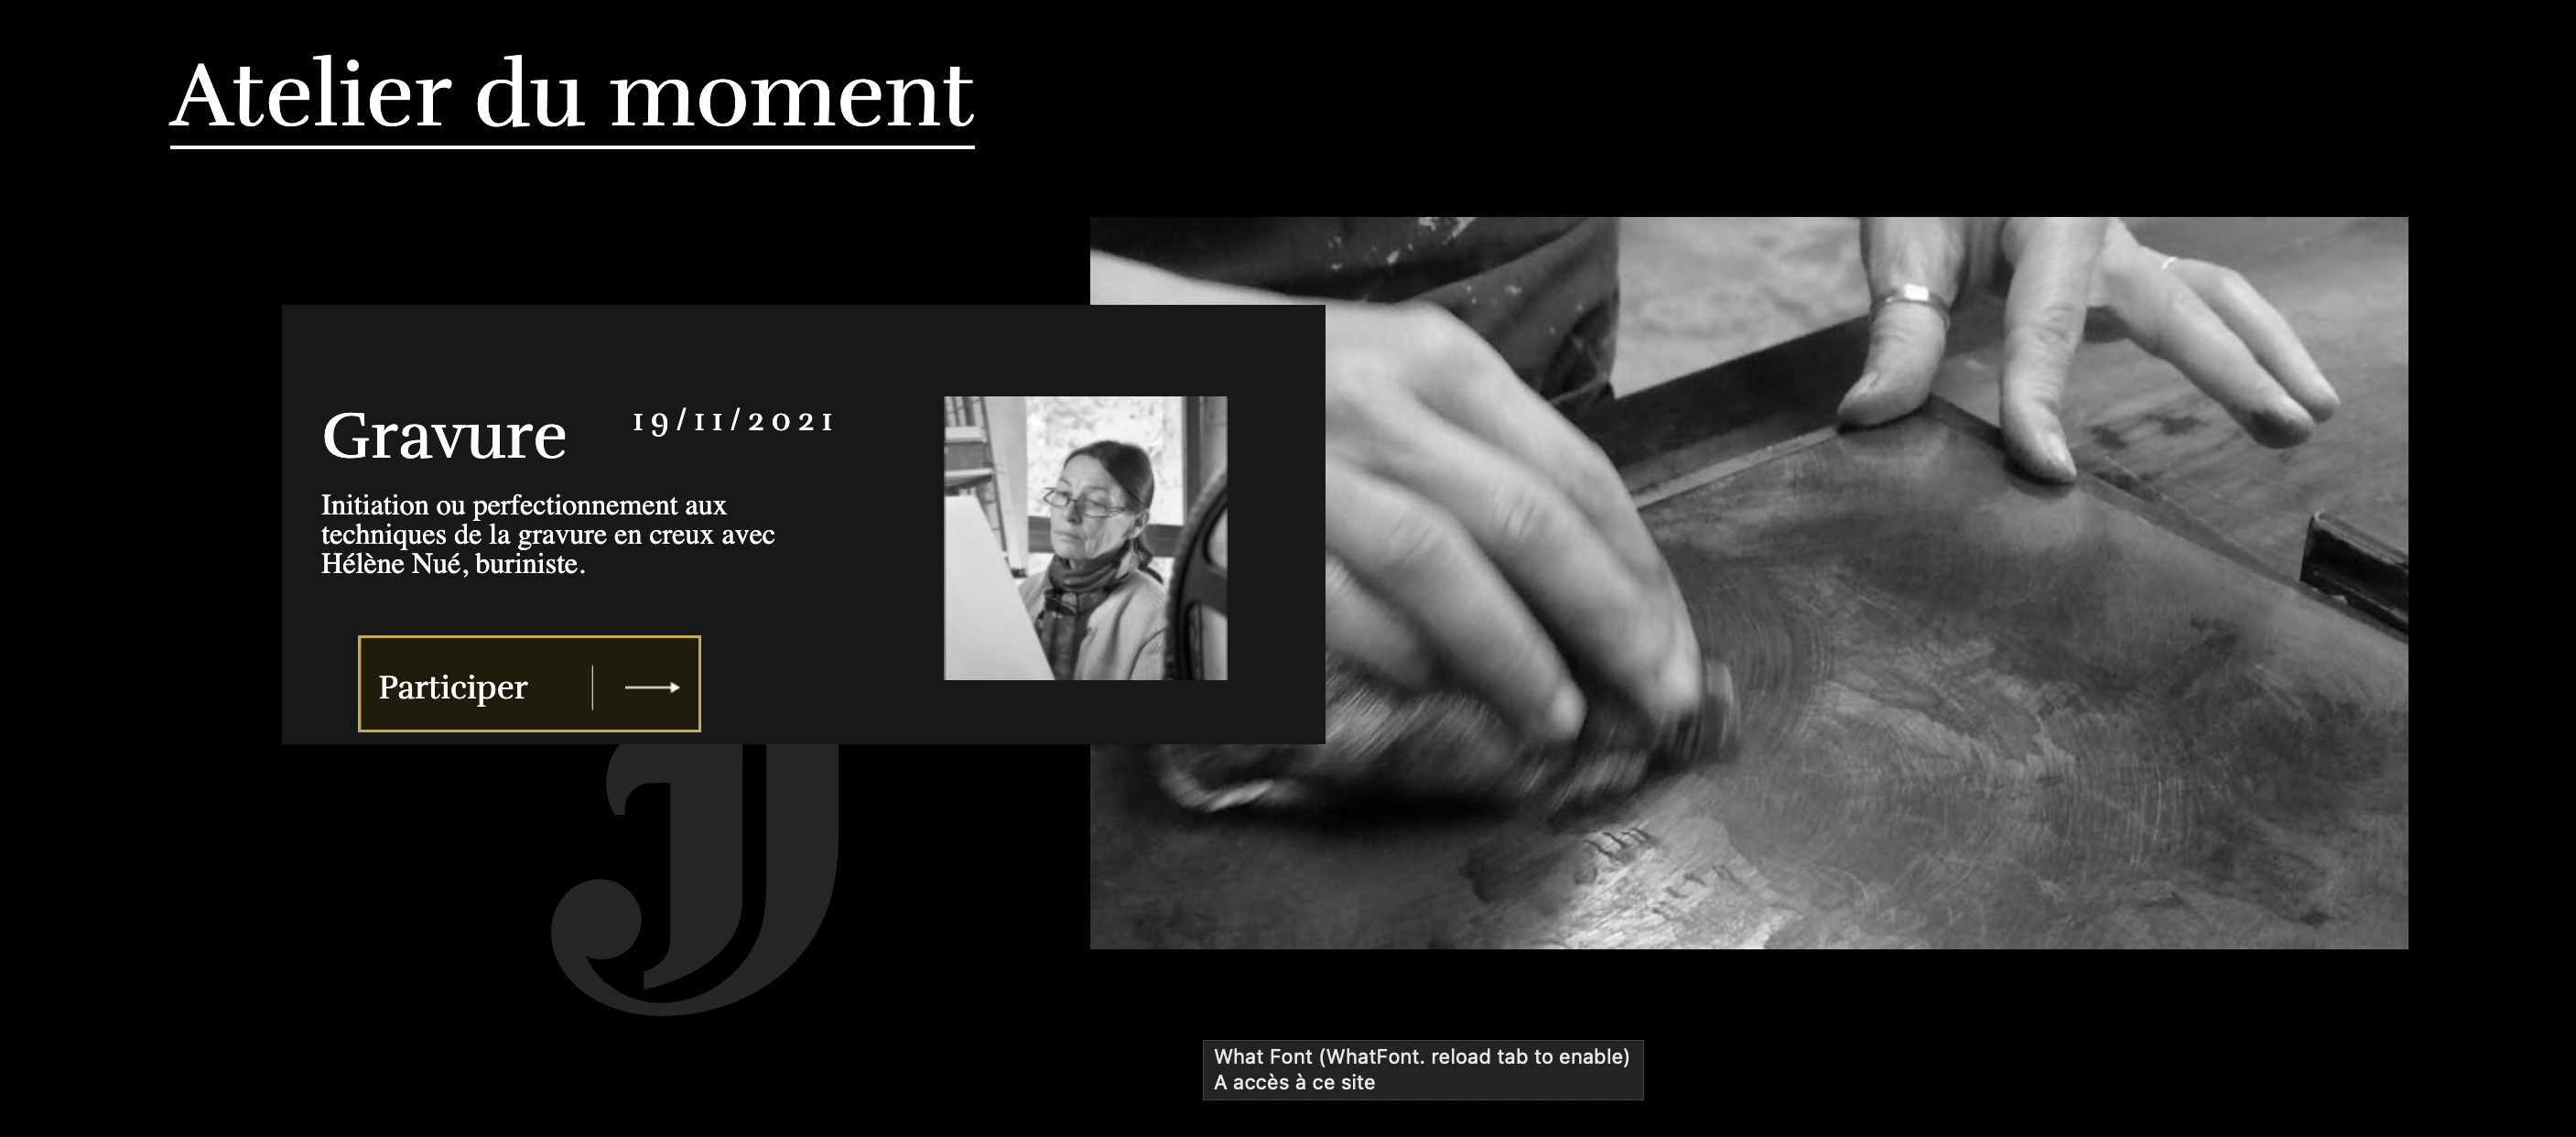 Atelier du moment
Gravure
19/11/2021
Initiation ou perfectionnement aux
techniques de la gravure en creux avec
Hélène Nué, buriniste.
Participer
What Font (WhatFont. reload tab to enable)
A accès à ce site